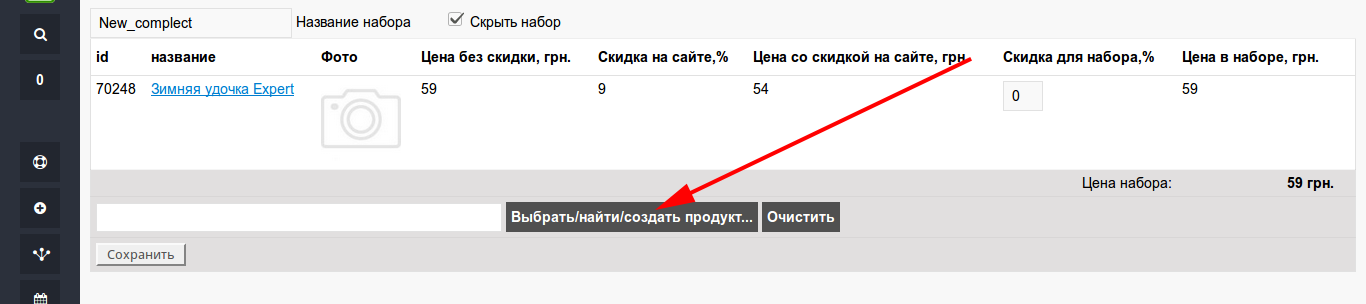 New_complect Название набора Скрыть набор
0
id название Фото Цена без скидки, грн. Скидка на сайте,% Цена со скидкой на сайте, грн. Скидка для набора,% Цена в наборе, грн.
70248 Зимняя удочка Expert 59 9 54 0 59
Цена набора: 59 грн.
Выбрать/найти/создать продукт... Очистить
Сохранить